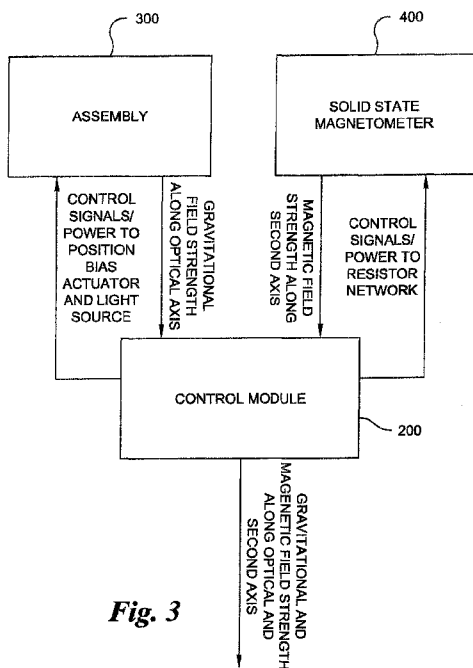 300
400
ASSEMBLY
SOLID STATE
MAGNETOMETER
CONTROL
SIGNALS/
POWER TO
POSITION
BIAS
ACTUATOR
AND LIGHT
SOURCE
GRAVITATIONAL
FIELD STRENGTH
ALONG OPTICAL AXIS
MAGNETIC FIELD
STRENGTH ALONG
SECOND AXIS
CONTROL
SIGNALS/
POWER TO
RESISTOR
NETWORK
CONTROL MODULE
200
GRAVITATIONAL AND
MAGENETIC FIELD STRENGTH
ALONG OPTICAL AND
SECOND AXIS
Fig. 3